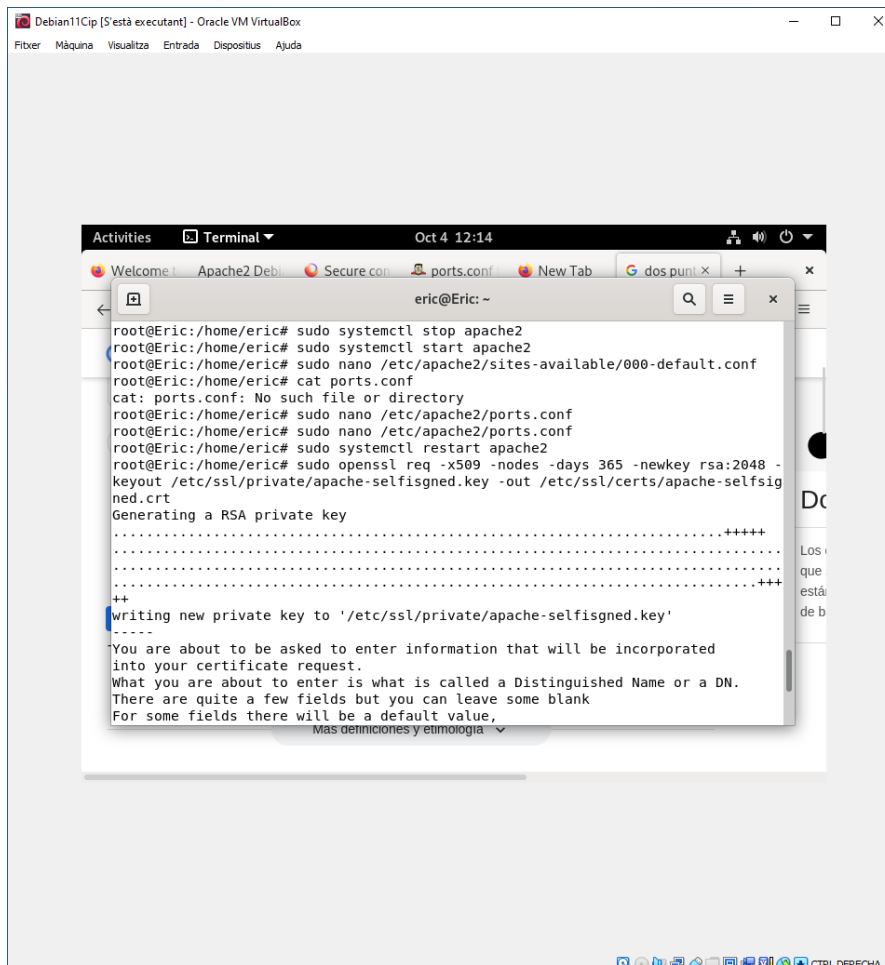 Debian11Cip [S'està executant] - Oracle VM VirtualBox
Fitxer Màquina Visualitza Entrada Dispositius Ajuda
Activities Terminal Oct 4 12:14
Welcome t Apache2 Debi Secure con ports.conf New Tab dos punt
eric@Eric: ~
root@Eric:/home/eric# sudo systemctl stop apache2
root@Eric:/home/eric# sudo systemctl start apache2
root@Eric:/home/eric# sudo nano /etc/apache2/sites-available/000-default.conf
root@Eric:/home/eric# cat ports.conf
cat: ports.conf: No such file or directory
root@Eric:/home/eric# sudo nano /etc/apache2/ports.conf
root@Eric:/home/eric# sudo nano /etc/apache2/ports.conf
root@Eric:/home/eric# sudo systemctl restart apache2
root@Eric:/home/eric# sudo openssl req -x509 -nodes -days 365 -newkey rsa:2048 -
keyout /etc/ssl/private/apache-selfisgned.key -out /etc/ssl/certs/apache-selfsig
ned.crt
Generating a RSA private key
.........................................................................+++++
................................................................................
................................................................................
.............................................................................+++
++
writing new private key to '/etc/ssl/private/apache-selfisgned.key'
-----
You are about to be asked to enter information that will be incorporated
into your certificate request.
What you are about to enter is what is called a Distinguished Name or a DN.
There are quite a few fields but you can leave some blank
For some fields there will be a default value,
Do
Los
que
está
de b
Más definiciones y etimología
CTRL DERECHA